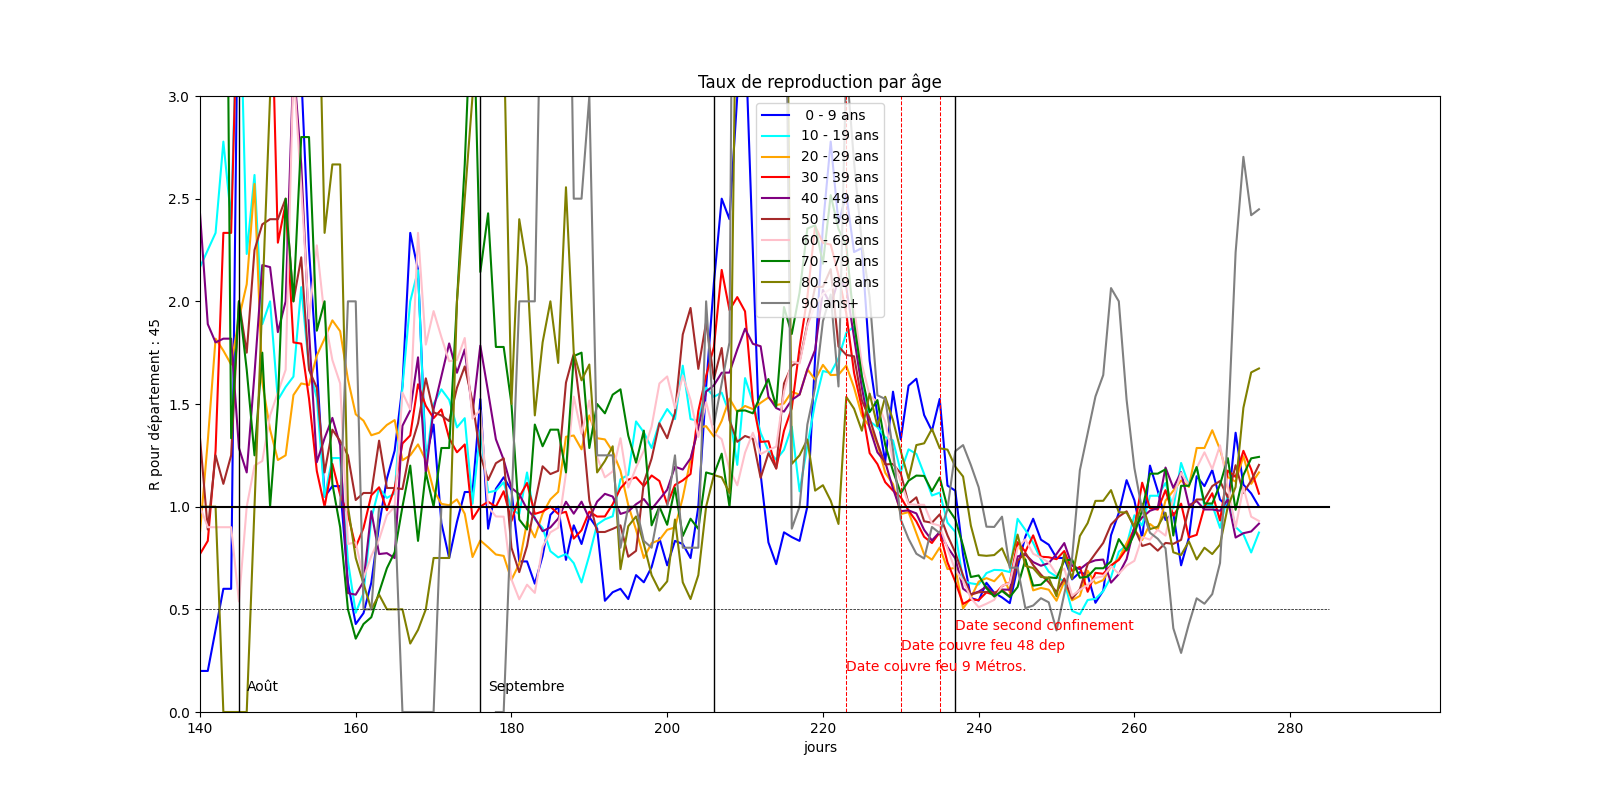 Taux de reproduction par âge
3.0
2.5
2.0
1.5
1.0
0.5
0.0
R pour département : 45
0 - 9 ans
10 - 19 ans
20 - 29 ans
30 - 39 ans
40 - 49 ans
50 - 59 ans
60 - 69 ans
70 - 79 ans
80 - 89 ans
90 ans+
Date second confinement
Date couvre feu 48 dep
Date couvre feu 9 Métros.
Août
Septembre
140
160
180
200
220
240
260
280
jours